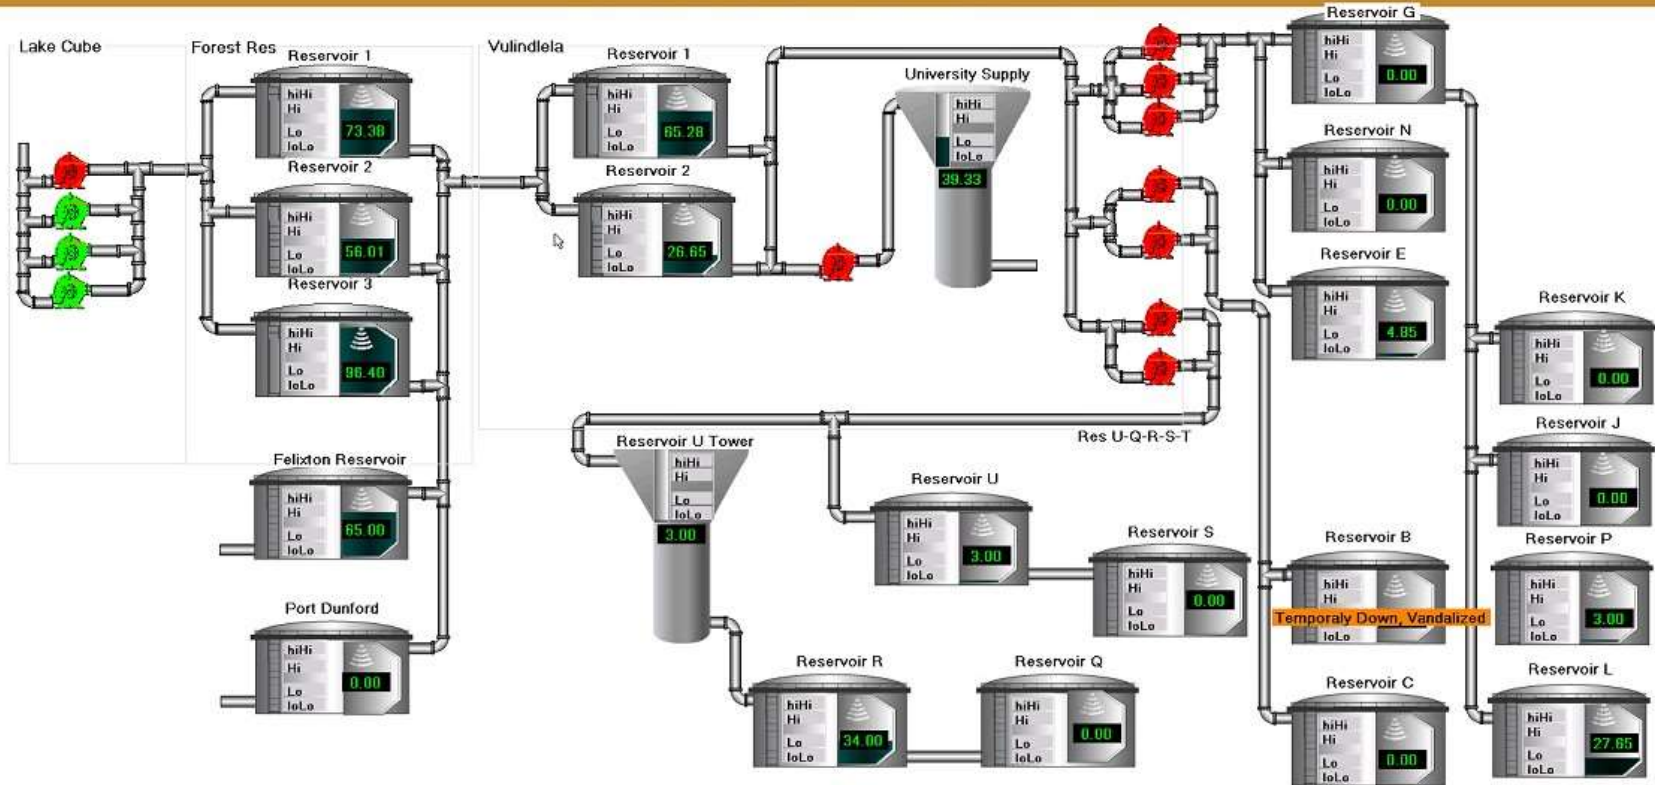 Lake Cube
Forest Res
Reservoir 1
hiHi
Hi
Lo
loLo
73.38
Reservoir 2
hiHi
Hi
Lo
loLo
56.01
Reservoir 3
hiHi
Hi
Lo
loLo
96.40
Felixton Reservoir
hiHi
Hi
Lo
loLo
65.00
Port Dunford
hiHi
Hi
Lo
loLo
0.00
Vulindlela
Reservoir 1
hiHi
Hi
Lo
loLo
65.28
Reservoir 2
hiHi
Hi
Lo
loLo
26.65
University Supply
hiHi
Hi
Lo
loLo
39.33
Res U-Q-R-S-T
Reservoir U Tower
hiHi
Hi
Lo
loLo
3.00
Reservoir U
hiHi
Hi
Lo
loLo
3.00
Reservoir S
hiHi
Hi
Lo
loLo
0.00
Reservoir R
hiHi
Hi
Lo
loLo
34.00
Reservoir Q
hiHi
Hi
Lo
loLo
0.00
Reservoir G
hiHi
Hi
Lo
loLo
0.00
Reservoir N
hiHi
Hi
Lo
loLo
0.00
Reservoir E
hiHi
Hi
Lo
loLo
4.85
Reservoir B
hiHi
Hi
Temporaly Down, Vandalized
loLo
Reservoir C
hiHi
Hi
Lo
loLo
0.00
Reservoir K
hiHi
Hi
Lo
loLo
0.00
Reservoir J
hiHi
Hi
Lo
loLo
0.00
Reservoir P
hiHi
Hi
Lo
loLo
3.00
Reservoir L
hiHi
Hi
Lo
loLo
27.65